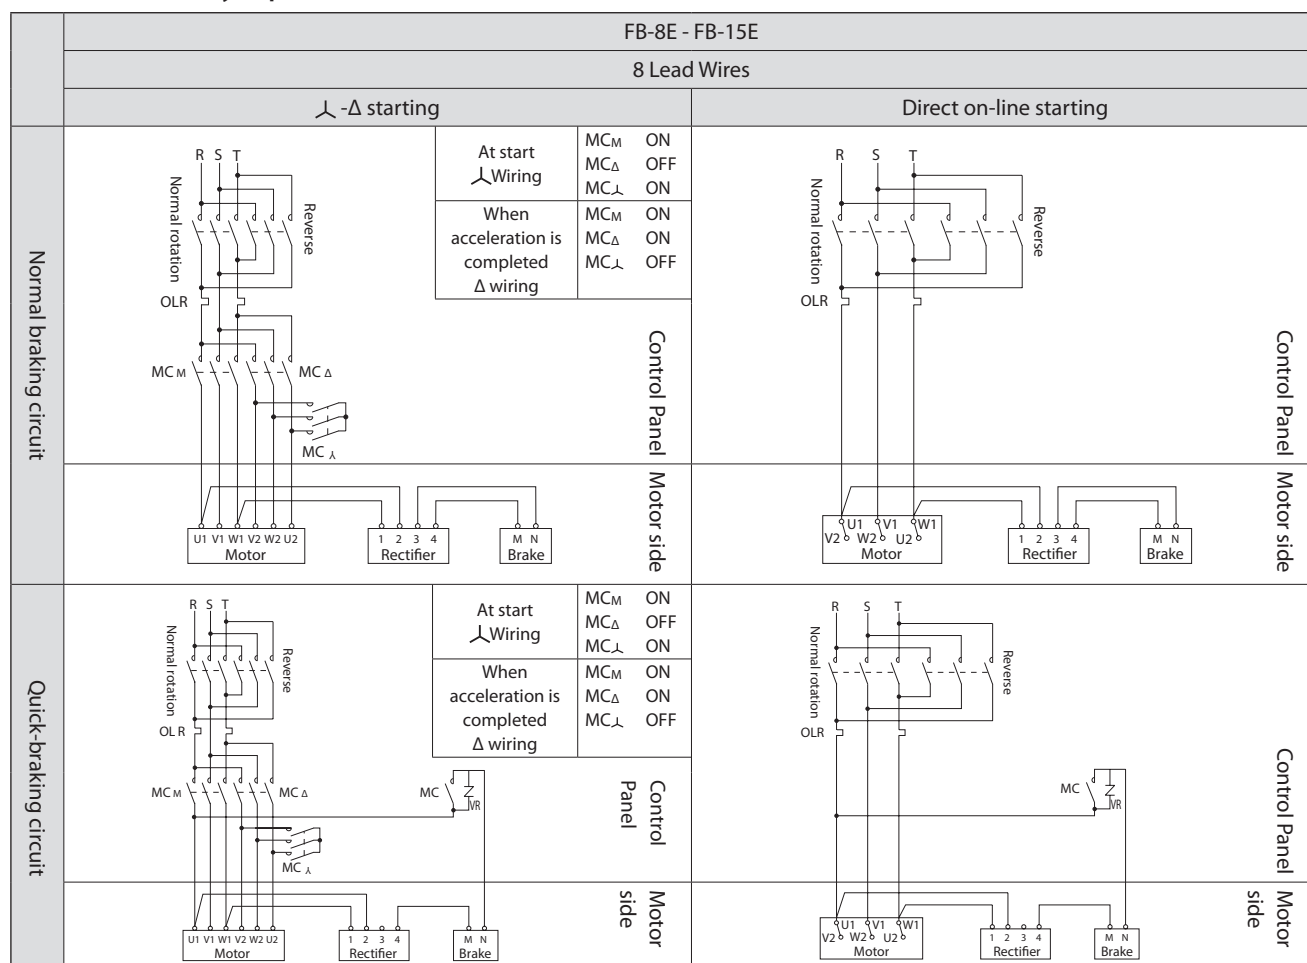 FB-8E - FB-15E
8 Lead Wires
⅄ -Δ starting
Direct on-line starting
Normal braking circuit
R S T
Normal rotation
Reverse
OLR
MC M
MC Δ
MC ⅄
At start
⅄ Wiring
MCM ON
MCΔ OFF
MC⅄ ON
When
acceleration is
completed
Δ wiring
MCM ON
MCΔ ON
MC⅄ OFF
Control Panel
R S T
Normal rotation
Reverse
OLR
Control Panel
U1 V1 W1 V2 W2 U2
Motor
1 2 3 4
Rectifier
M N
Brake
Motor side
U1 V1 W1
V2 W2 U2
Motor
1 2 3 4
Rectifier
M N
Brake
Motor side
Quick-braking circuit
R S T
Normal rotation
Reverse
OL R
MC M
MC Δ
MC ⅄
MC
VR
At start
⅄ Wiring
MCM ON
MCΔ OFF
MC⅄ ON
When
acceleration is
completed
Δ wiring
MCM ON
MCΔ ON
MC⅄ OFF
Control
Panel
R S T
Normal rotation
Reverse
OLR
MC
VR
Control Panel
U1 V1 W1 V2 W2 U2
Motor
1 2 3 4
Rectifier
M N
Brake
Motor
side
U1 V1 W1
V2 W2 U2
Motor
1 2 3 4
Rectifier
M N
Brake
Motor
side